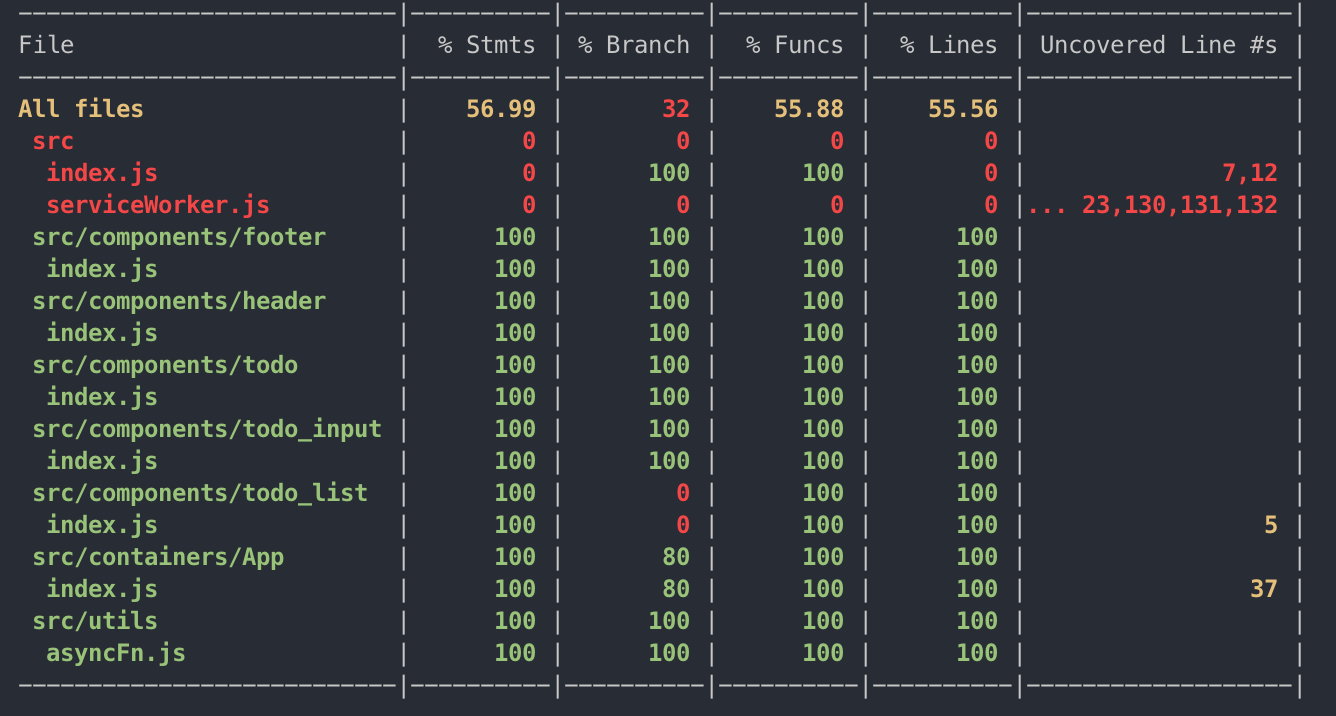 File | % Stmts | % Branch | % Funcs | % Lines | Uncovered Line #s |
All files | 56.99 | 32 | 55.88 | 55.56 | |
src | 0 | 0 | 0 | 0 | |
index.js | 0 | 100 | 100 | 0 | 7,12 |
serviceWorker.js | 0 | 0 | 0 | 0 |... 23,130,131,132 |
src/components/footer | 100 | 100 | 100 | 100 | |
index.js | 100 | 100 | 100 | 100 | |
src/components/header | 100 | 100 | 100 | 100 | |
index.js | 100 | 100 | 100 | 100 | |
src/components/todo | 100 | 100 | 100 | 100 | |
index.js | 100 | 100 | 100 | 100 | |
src/components/todo_input | 100 | 100 | 100 | 100 | |
index.js | 100 | 100 | 100 | 100 | |
src/components/todo_list | 100 | 0 | 100 | 100 | |
index.js | 100 | 0 | 100 | 100 | 5 |
src/containers/App | 100 | 80 | 100 | 100 | |
index.js | 100 | 80 | 100 | 100 | 37 |
src/utils | 100 | 100 | 100 | 100 | |
asyncFn.js | 100 | 100 | 100 | 100 | |